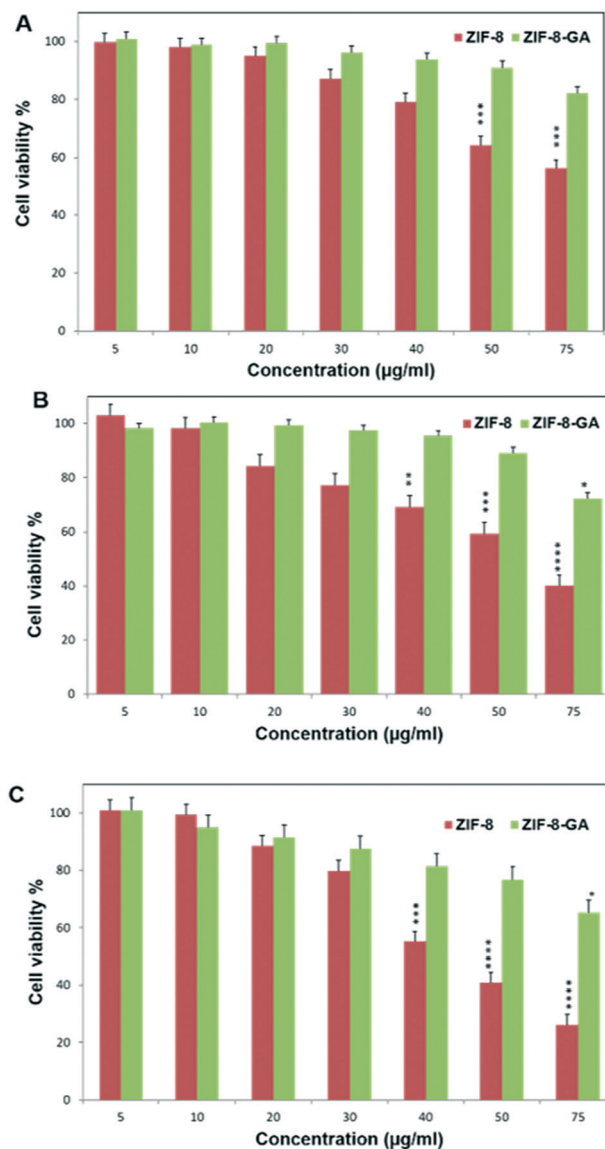 A
ZIF-8 ZIF-8-GA
Cell viability %
100
80
60
40
20
0
***
***
5 10 20 30 40 50 75
Concentration (µg/ml)
B
ZIF-8 ZIF-8-GA
Cell viability %
100
80
60
40
20
0
**
***
****
*
5 10 20 30 40 50 75
Concentration (µg/ml)
C
ZIF-8 ZIF-8-GA
Cell viability %
100
80
60
40
20
0
***
****
****
*
5 10 20 30 40 50 75
Concentration (µg/ml)